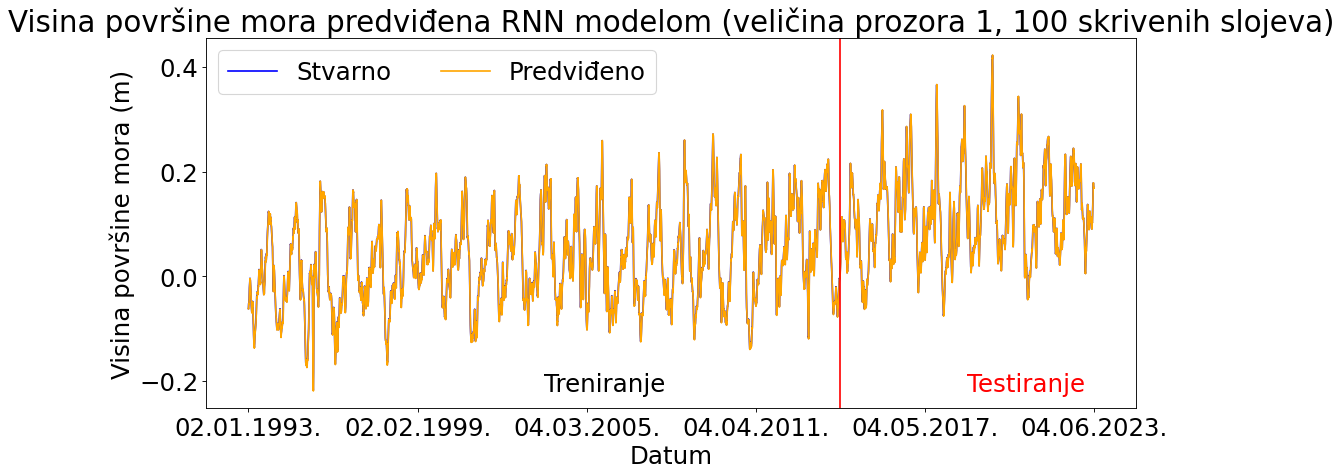 Visina površine mora predviđena RNN modelom (veličina prozora 1, 100 skrivenih slojeva)
Stvarno Predviđeno
Visina površine mora (m)
0.4
0.2
0.0
−0.2
Treniranje Testiranje
02.01.1993. 02.02.1999. 04.03.2005. 04.04.2011. 04.05.2017. 04.06.2023.
Datum